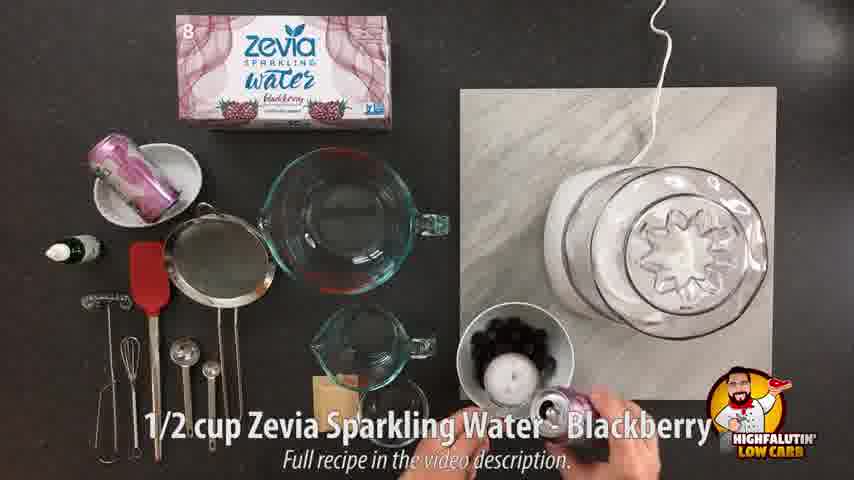 8
zevia
SPARKLING
water
blackberry
1/2 cup Zevia Sparkling Water - Blackberry
Full recipe in the video description.
HIGHFALUTIN'
LOW CARB